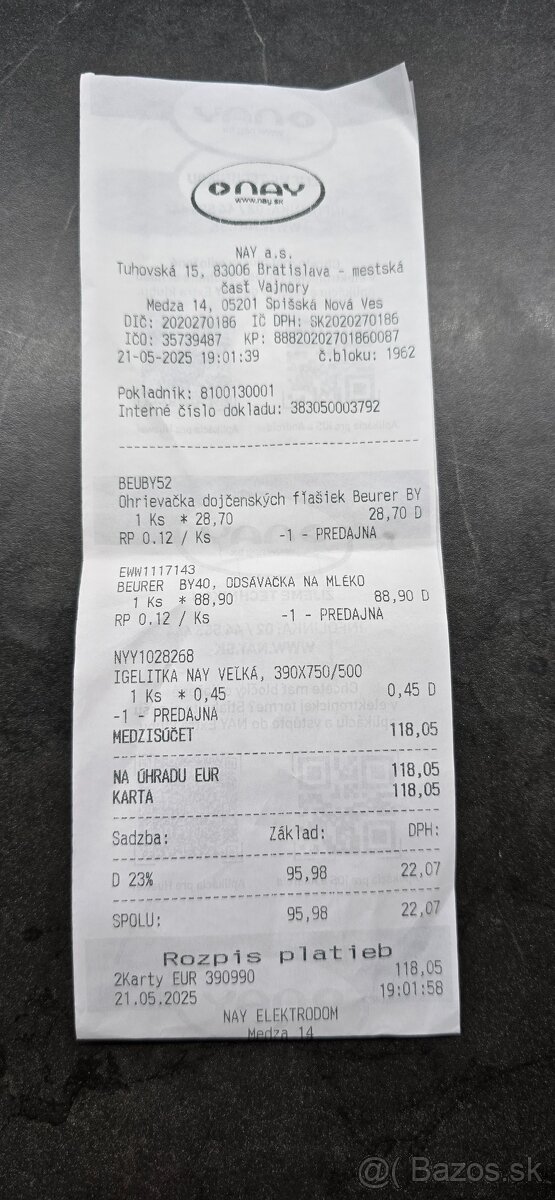 NAY
www.nay.sk
NAY a.s.
Tuhovská 15, 83006 Bratislava - mestská
časť Vajnory
Medza 14, 05201 Spišská Nová Ves
DIČ: 2020270186 IČ DPH: SK2020270186
IČO: 35739487 KP: 88820202701860087
21-05-2025 19:01:39 č.bloku: 1962
Pokladník: 8100130001
Interné číslo dokladu: 383050003792
BEUBY52
Ohrievačka dojčenských fľašiek Beurer BY
1 Ks * 28,70 28,70 D
RP 0.12 / Ks -1 - PREDAJNA
EWW1117143
BEURER BY40, ODSÁVAČKA NA MLÉKO
1 Ks * 88,90 88,90 D
RP 0.12 / Ks -1 - PREDAJNA
NYY1028268
IGELITKA NAY VEĽKÁ, 390X750/500
1 Ks * 0,45 0,45 D
-1 - PREDAJNA
MEDZISÚČET 118,05
NA ÚHRADU EUR 118,05
KARTA 118,05
Sadzba: Základ: DPH:
D 23% 95,98 22,07
SPOLU: 95,98 22,07
Rozpis platieb
2Karty EUR 390990 118,05
21.05.2025 19:01:58
NAY ELEKTRODOM
Medza 14
Bazos.sk